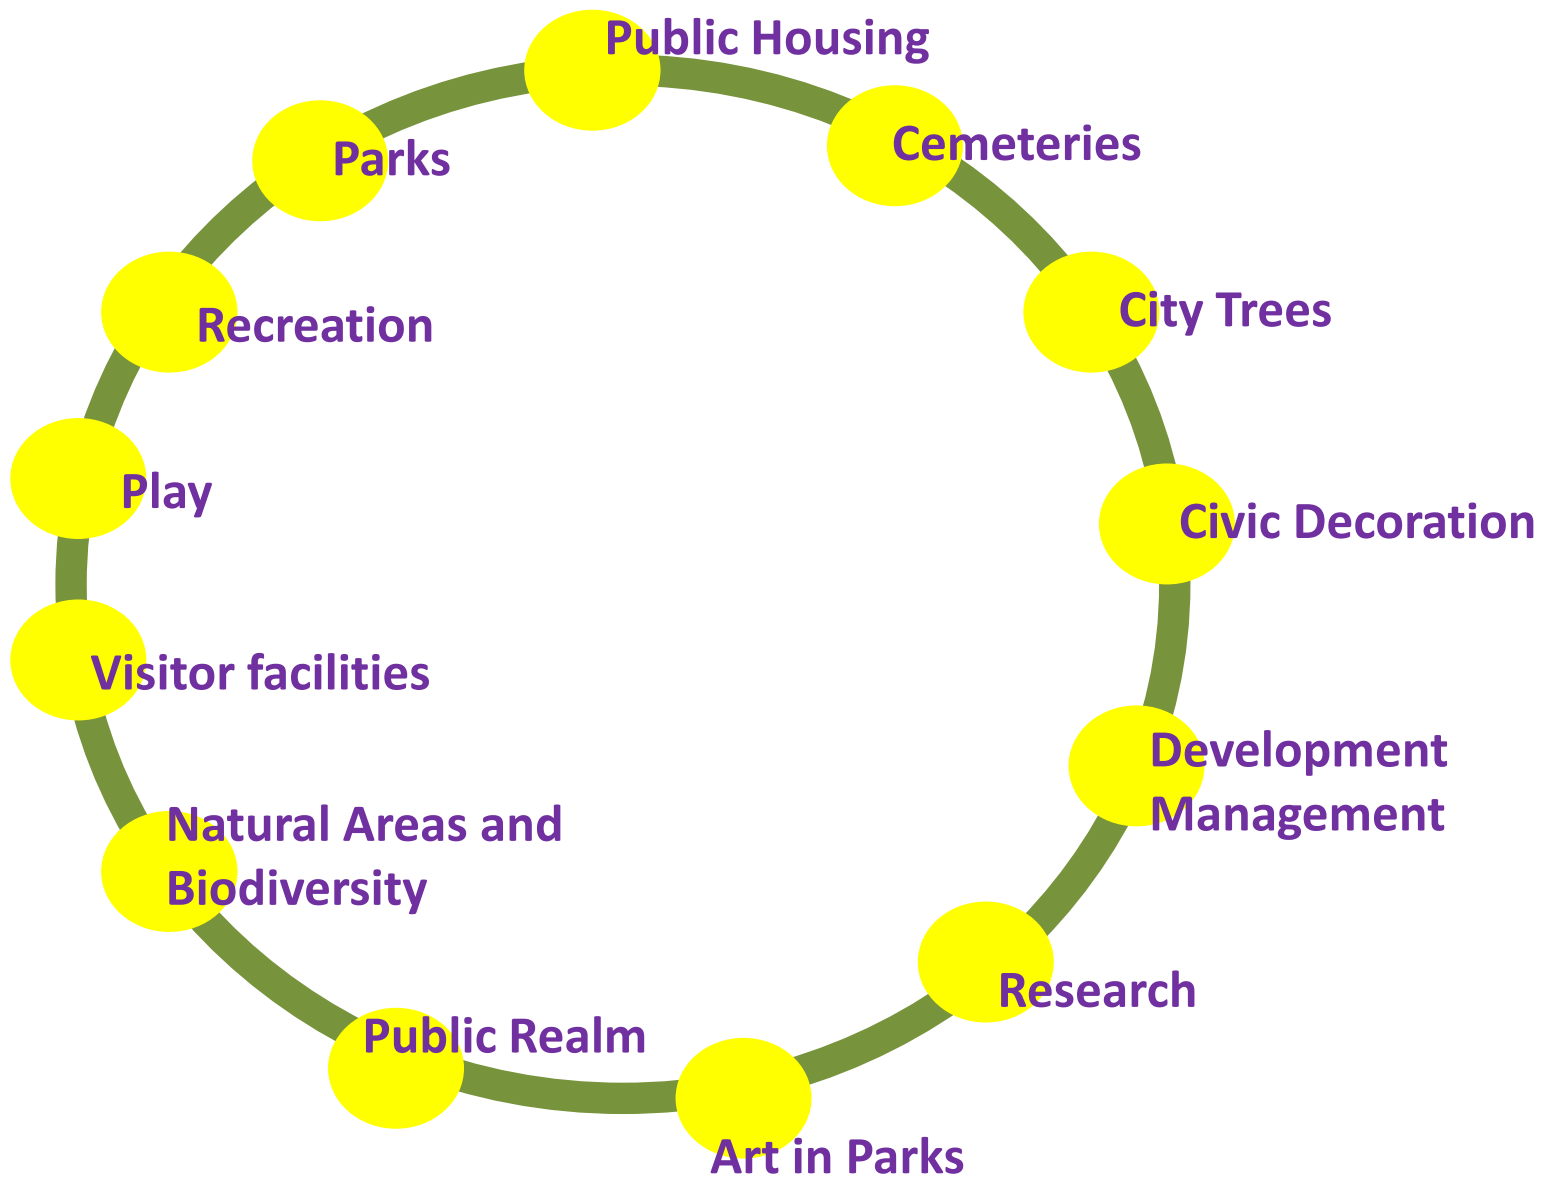 Public Housing
Cemeteries
City Trees
Civic Decoration
Development
Management
Research
Art in Parks
Public Realm
Natural Areas and
Biodiversity
Visitor facilities
Play
Recreation
Parks